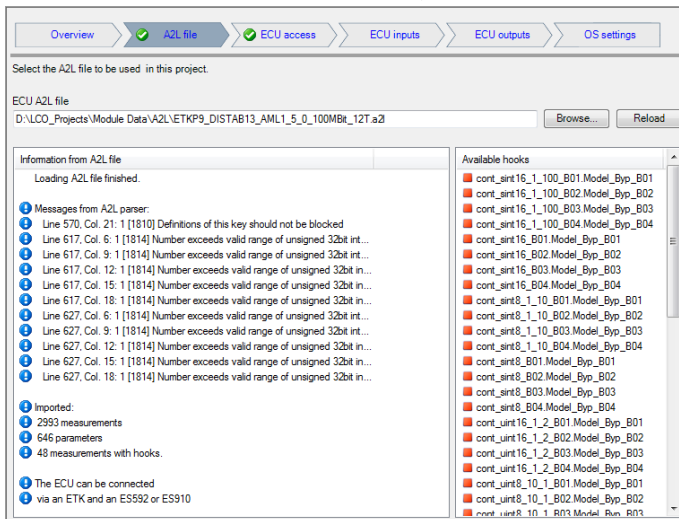 Overview
A2L file
ECU access
ECU inputs
ECU outputs
OS settings
Select the A2L file to be used in this project.
ECU A2L file
D:\LCO_Projects\Module Data\A2L\ETKP9_DISTAB13_AML1_5_0_100MBit_12T.a2l
Browse...
Reload
Information from A2L file
Loading A2L file finished.
Messages from A2L parser:
Line 570, Col. 21: 1 [1810] Definitions of this key should not be blocked
Line 617, Col. 6: 1 [1814] Number exceeds valid range of unsigned 32bit int...
Line 617, Col. 9: 1 [1814] Number exceeds valid range of unsigned 32bit int...
Line 617, Col. 12: 1 [1814] Number exceeds valid range of unsigned 32bit in...
Line 617, Col. 15: 1 [1814] Number exceeds valid range of unsigned 32bit in...
Line 617, Col. 18: 1 [1814] Number exceeds valid range of unsigned 32bit in...
Line 627, Col. 6: 1 [1814] Number exceeds valid range of unsigned 32bit int...
Line 627, Col. 9: 1 [1814] Number exceeds valid range of unsigned 32bit int...
Line 627, Col. 12: 1 [1814] Number exceeds valid range of unsigned 32bit in...
Line 627, Col. 15: 1 [1814] Number exceeds valid range of unsigned 32bit in...
Line 627, Col. 18: 1 [1814] Number exceeds valid range of unsigned 32bit in...
Imported:
2993 measurements
646 parameters
48 measurements with hooks.
The ECU can be connected
via an ETK and an ES592 or ES910
Available hooks
cont_sint16_1_100_B01.Model_Byp_B01
cont_sint16_1_100_B02.Model_Byp_B02
cont_sint16_1_100_B03.Model_Byp_B03
cont_sint16_1_100_B04.Model_Byp_B04
cont_sint16_B01.Model_Byp_B01
cont_sint16_B02.Model_Byp_B02
cont_sint16_B03.Model_Byp_B03
cont_sint16_B04.Model_Byp_B04
cont_sint8_1_10_B01.Model_Byp_B01
cont_sint8_1_10_B02.Model_Byp_B02
cont_sint8_1_10_B03.Model_Byp_B03
cont_sint8_1_10_B04.Model_Byp_B04
cont_sint8_B01.Model_Byp_B01
cont_sint8_B02.Model_Byp_B02
cont_sint8_B03.Model_Byp_B03
cont_sint8_B04.Model_Byp_B04
cont_uint16_1_2_B01.Model_Byp_B01
cont_uint16_1_2_B02.Model_Byp_B02
cont_uint16_1_2_B03.Model_Byp_B03
cont_uint16_1_2_B04.Model_Byp_B04
cont_uint8_10_1_B01.Model_Byp_B01
cont_uint8_10_1_B02.Model_Byp_B02
cont_uint8_10_1_B03.Model_Byp_B03